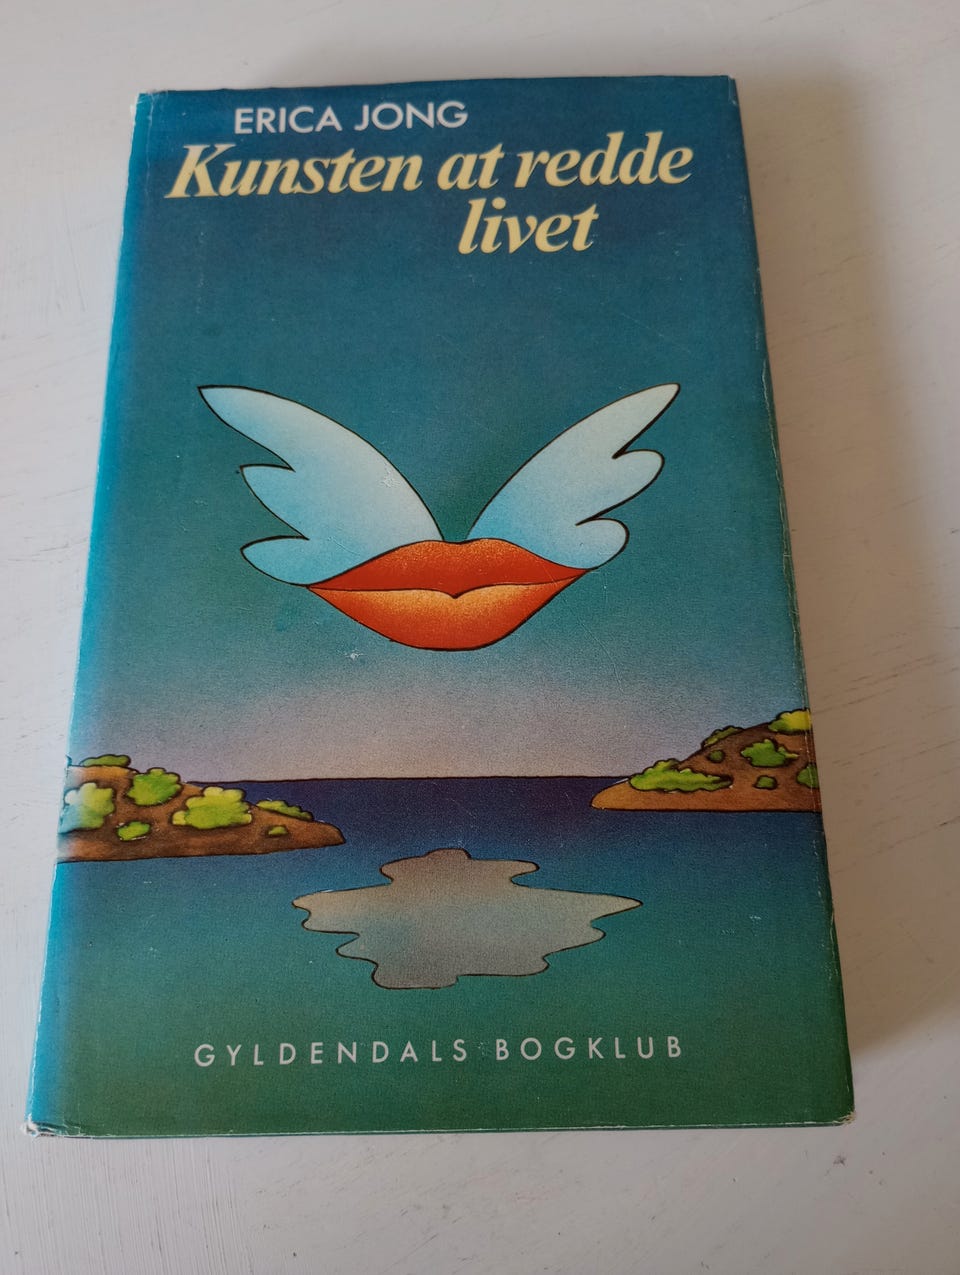 ERICA JONG
Kunsten at redde
livet
GYLDENDALS BOGKLUB